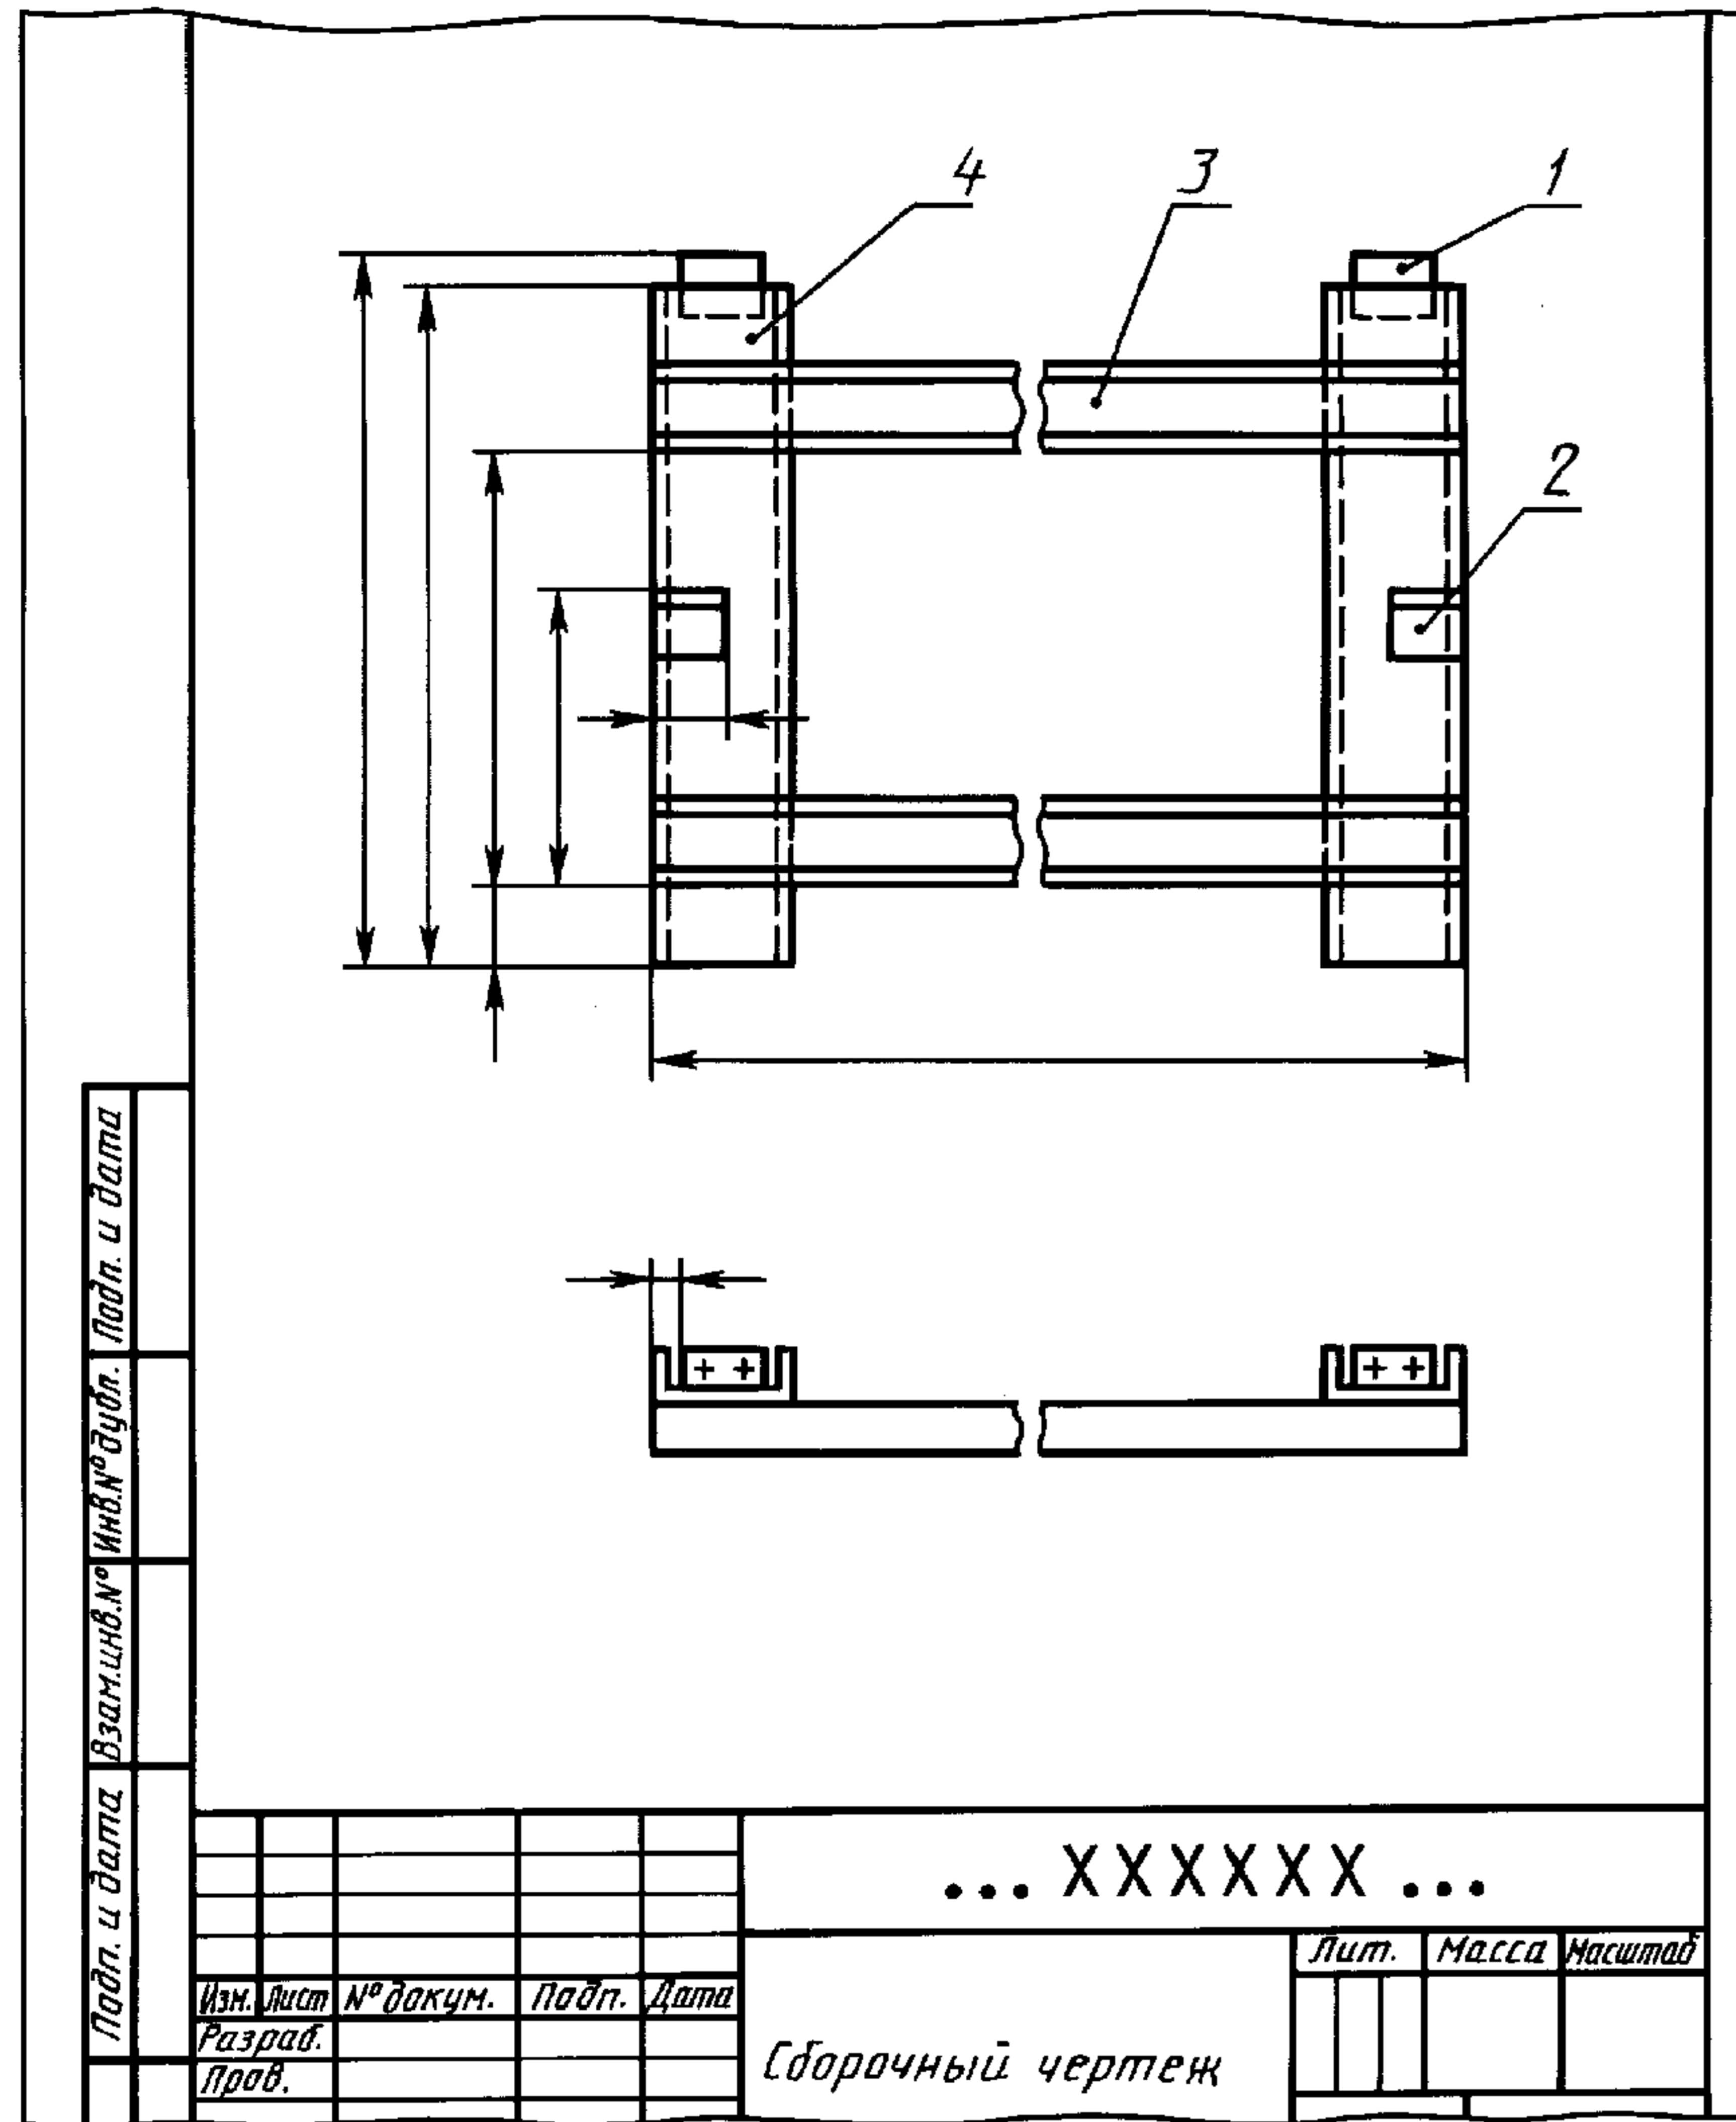 4 3 1
2
Подп. и дата
Инв.№ дубл.
Взам.инв.№
Подп. и дата
...XXXXXX...
Лит. Масса Масштаб
Изм. Лист № докум. Подп. Дата
Разраб.
Пров.
Сборочный чертеж